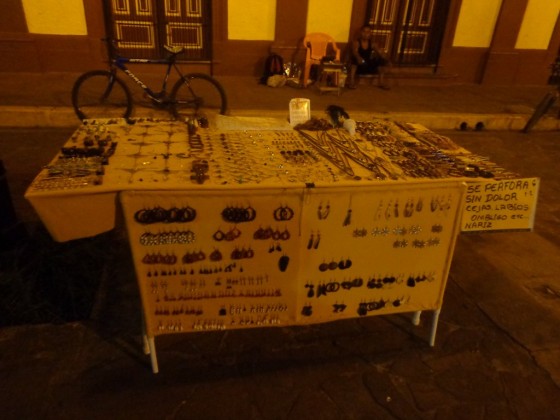 SE PERFORA
SIN DOLOR
CEJAS, LABIOS
OMBLIGO etc.
NARIZ